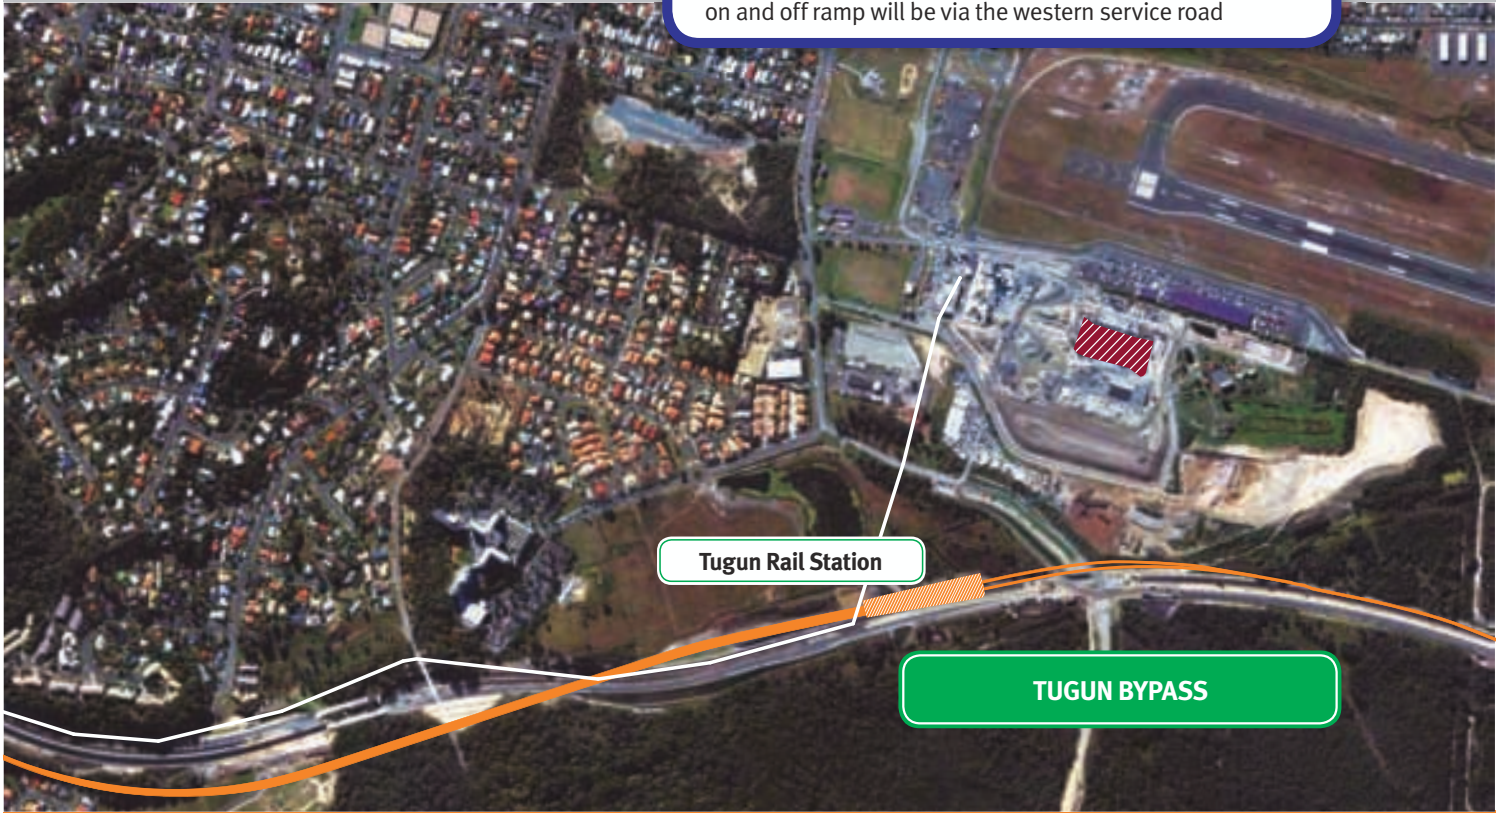 on and off ramp will be via the western service road
Tugun Rail Station
TUGUN BYPASS